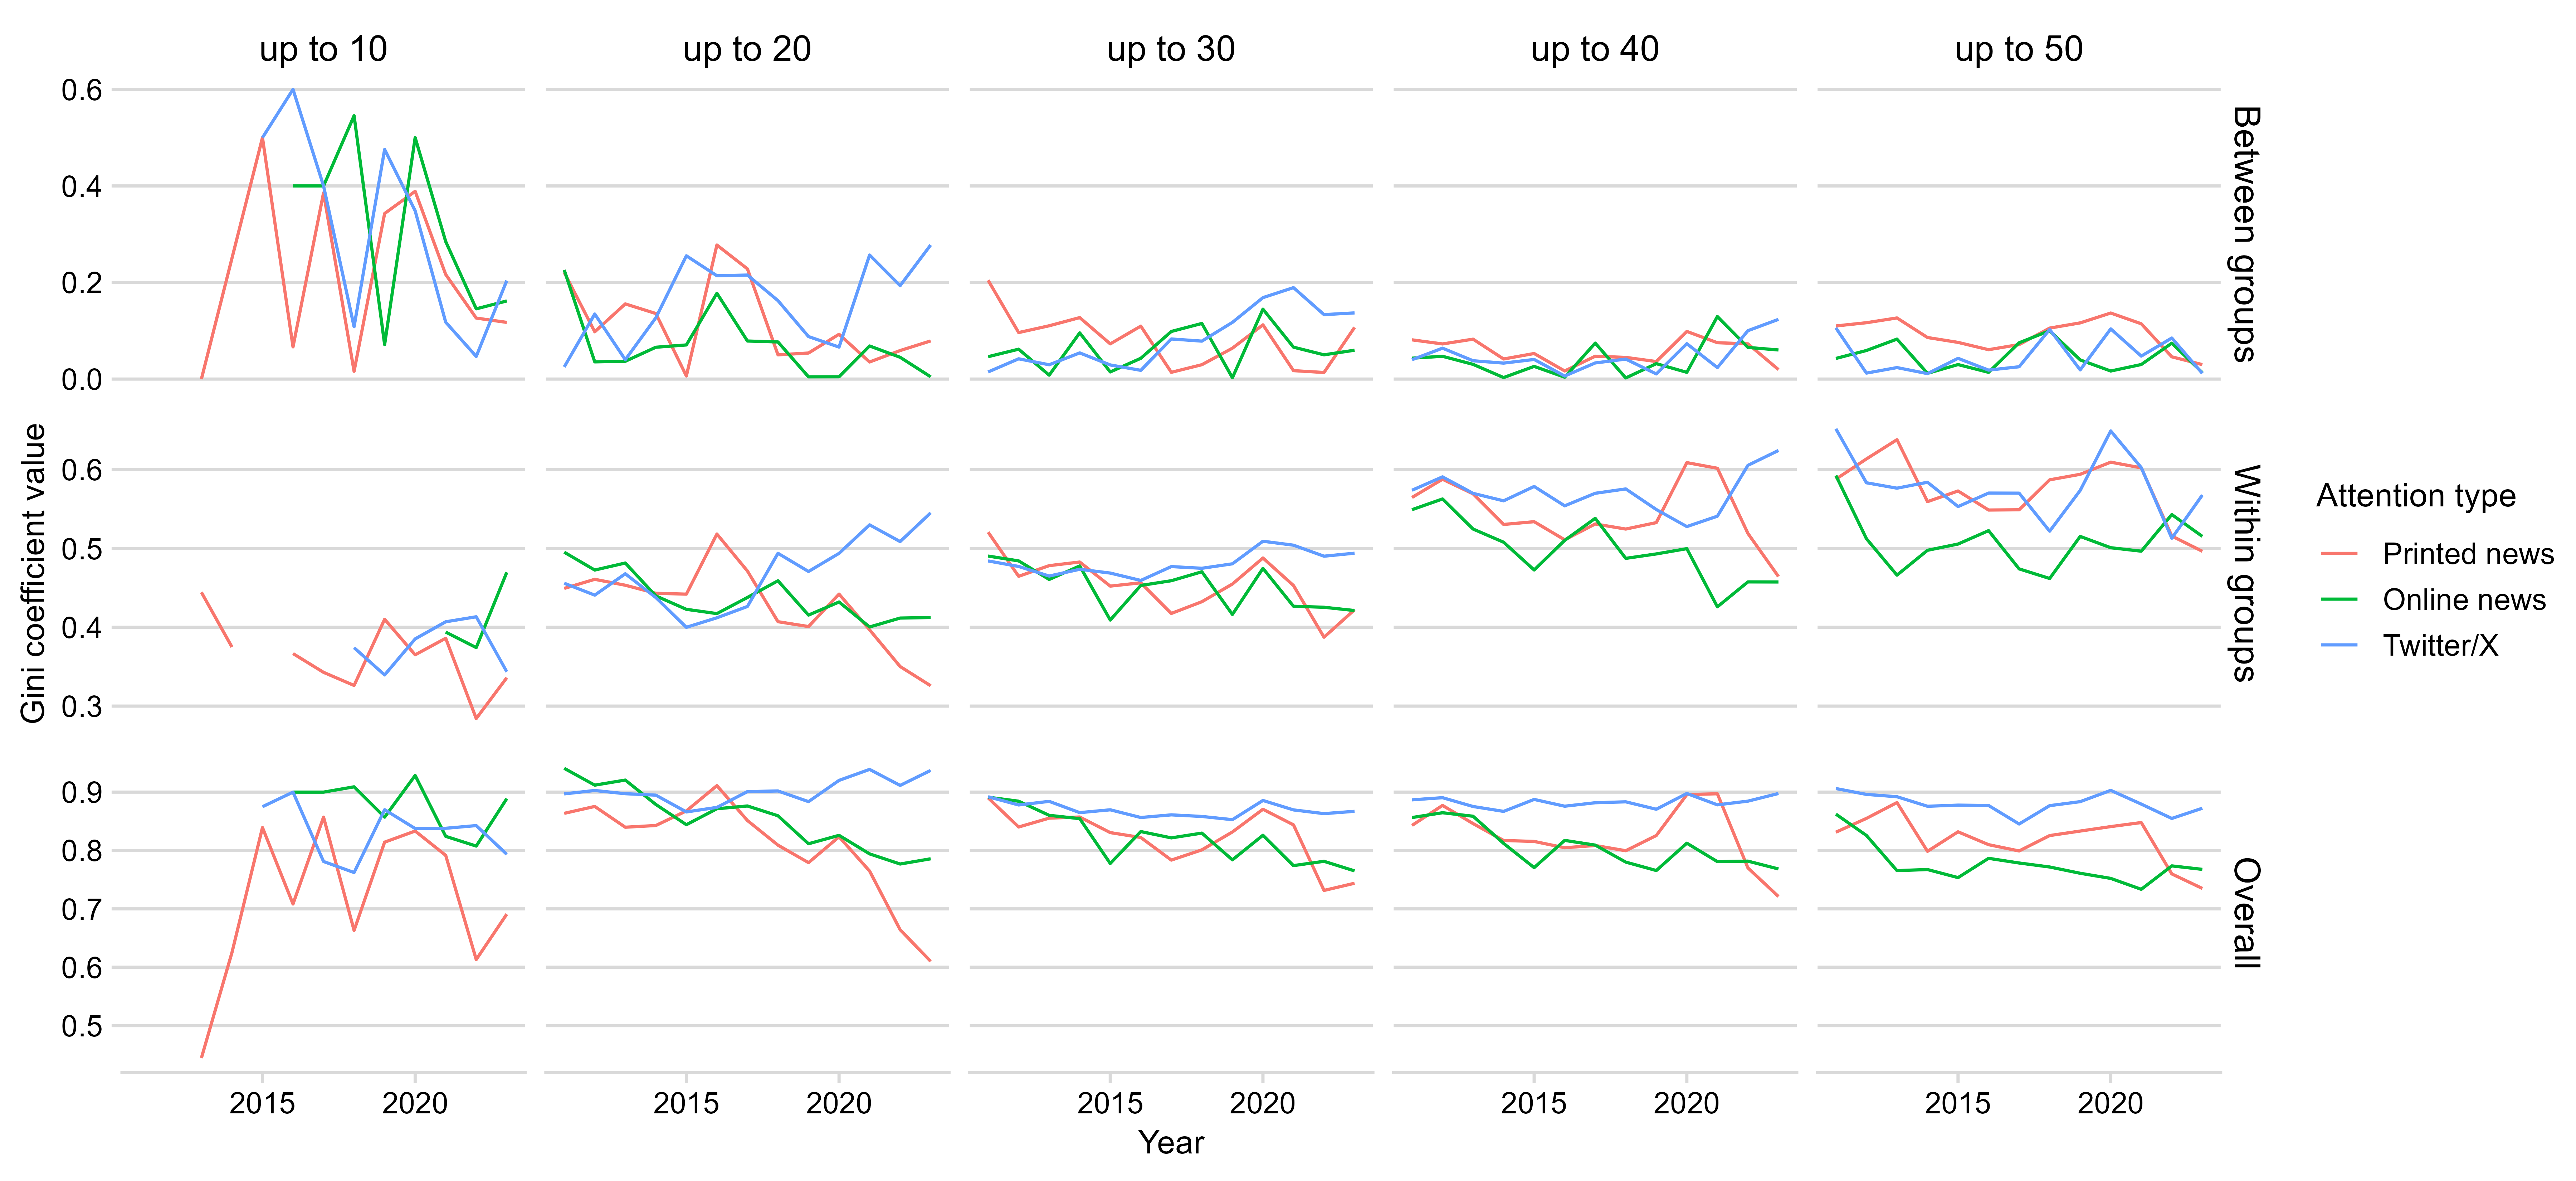 up to 10 up to 20 up to 30 up to 40 up to 50
0.6
0.4
0.2
0.0
Between groups
Gini coefficient value
0.6
0.5
0.4
0.3
Within groups
0.9
0.8
0.7
0.6
0.5
Overall
2015 2020 2015 2020 2015 2020 2015 2020 2015 2020
Year
Attention type
Printed news
Online news
Twitter/X